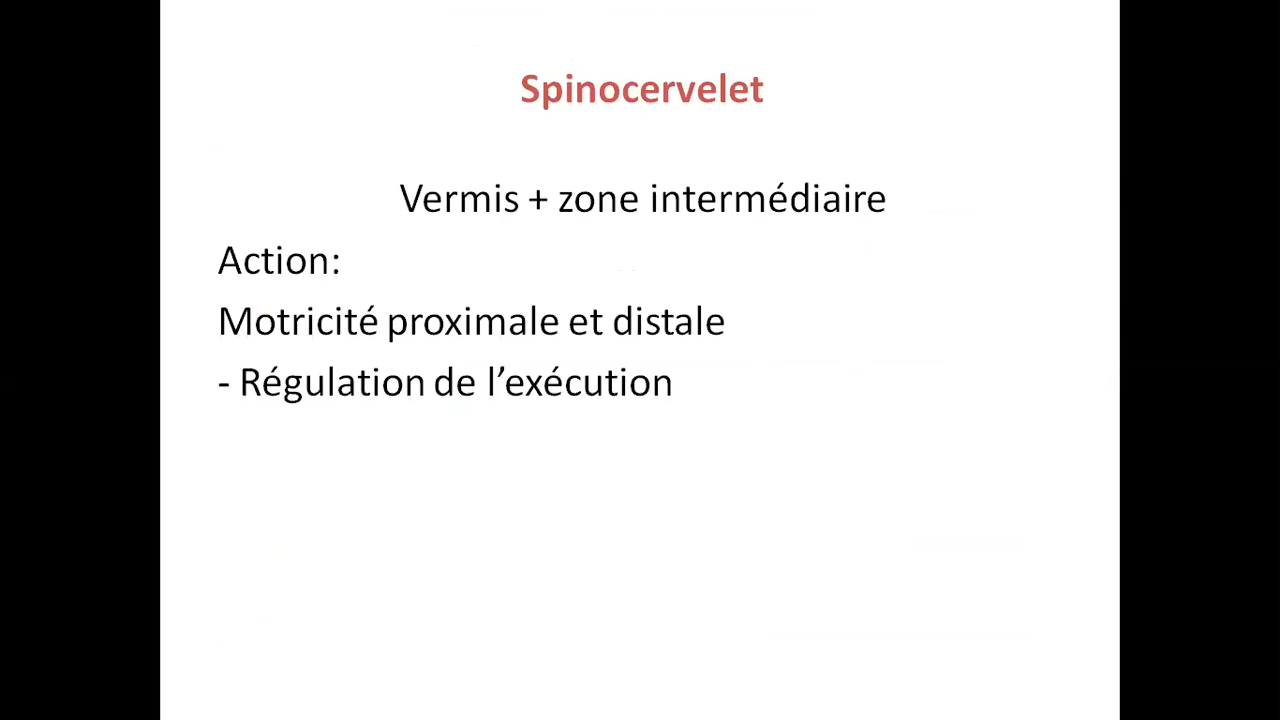 Spinocervelet
Vermis + zone intermédiaire
Action:
Motricité proximale et distale
- Régulation de l’exécution